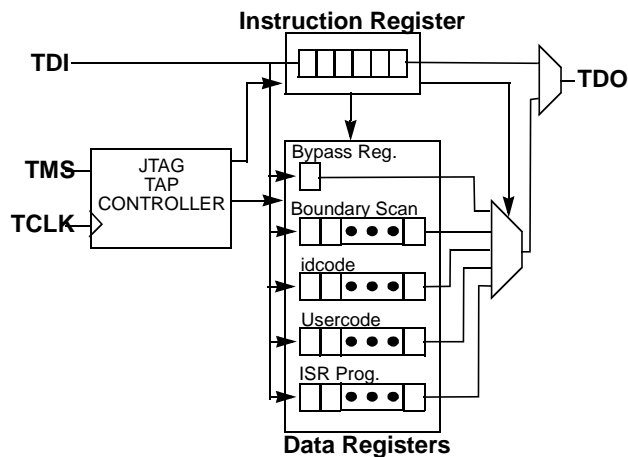 Instruction Register
TDI
TDO
TMS
JTAG
TAP
CONTROLLER
TCLK
Bypass Reg.
Boundary Scan
idcode
Usercode
ISR Prog.
Data Registers